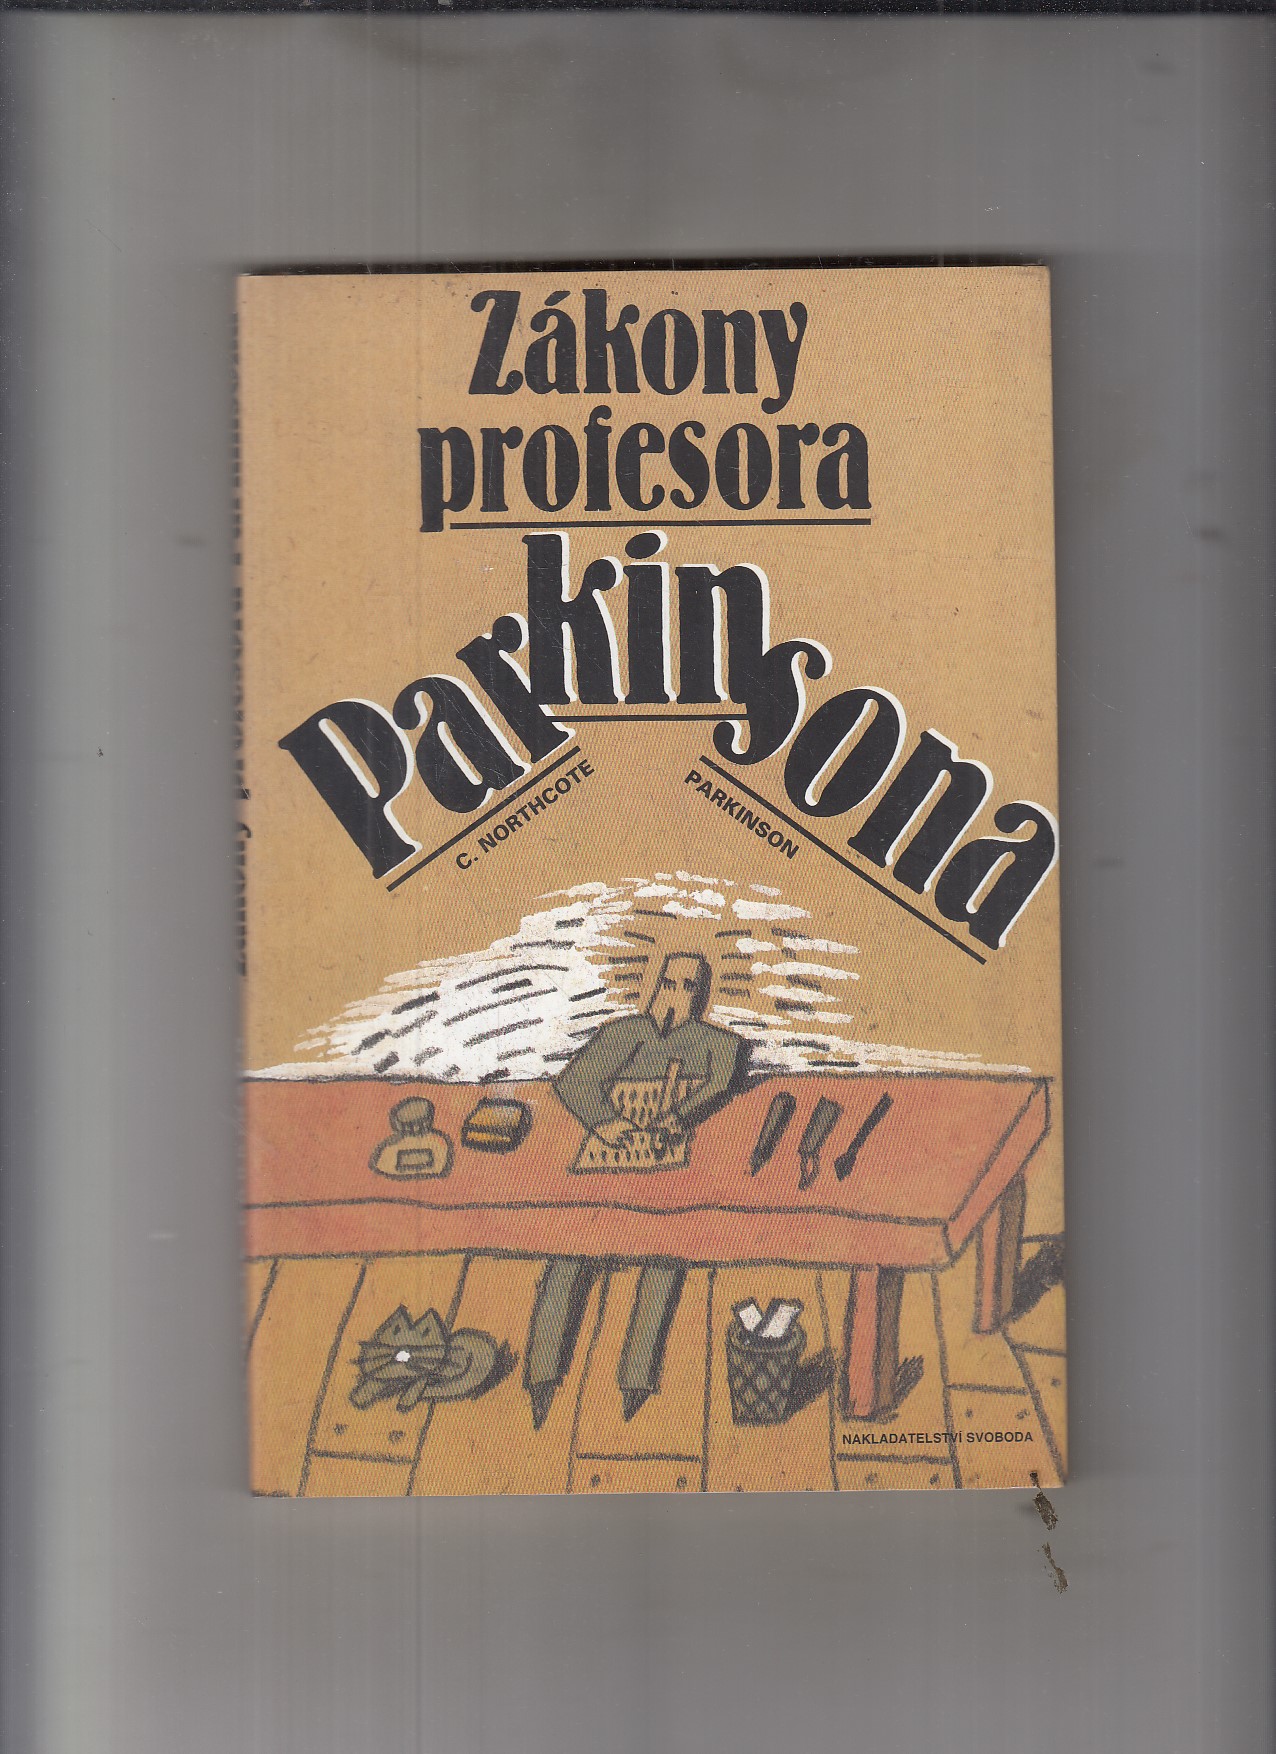 Zákony
profesora
Parkinsona
C. NORTHCOTE PARKINSON
NAKLADATELSTVÍ SVOBODA